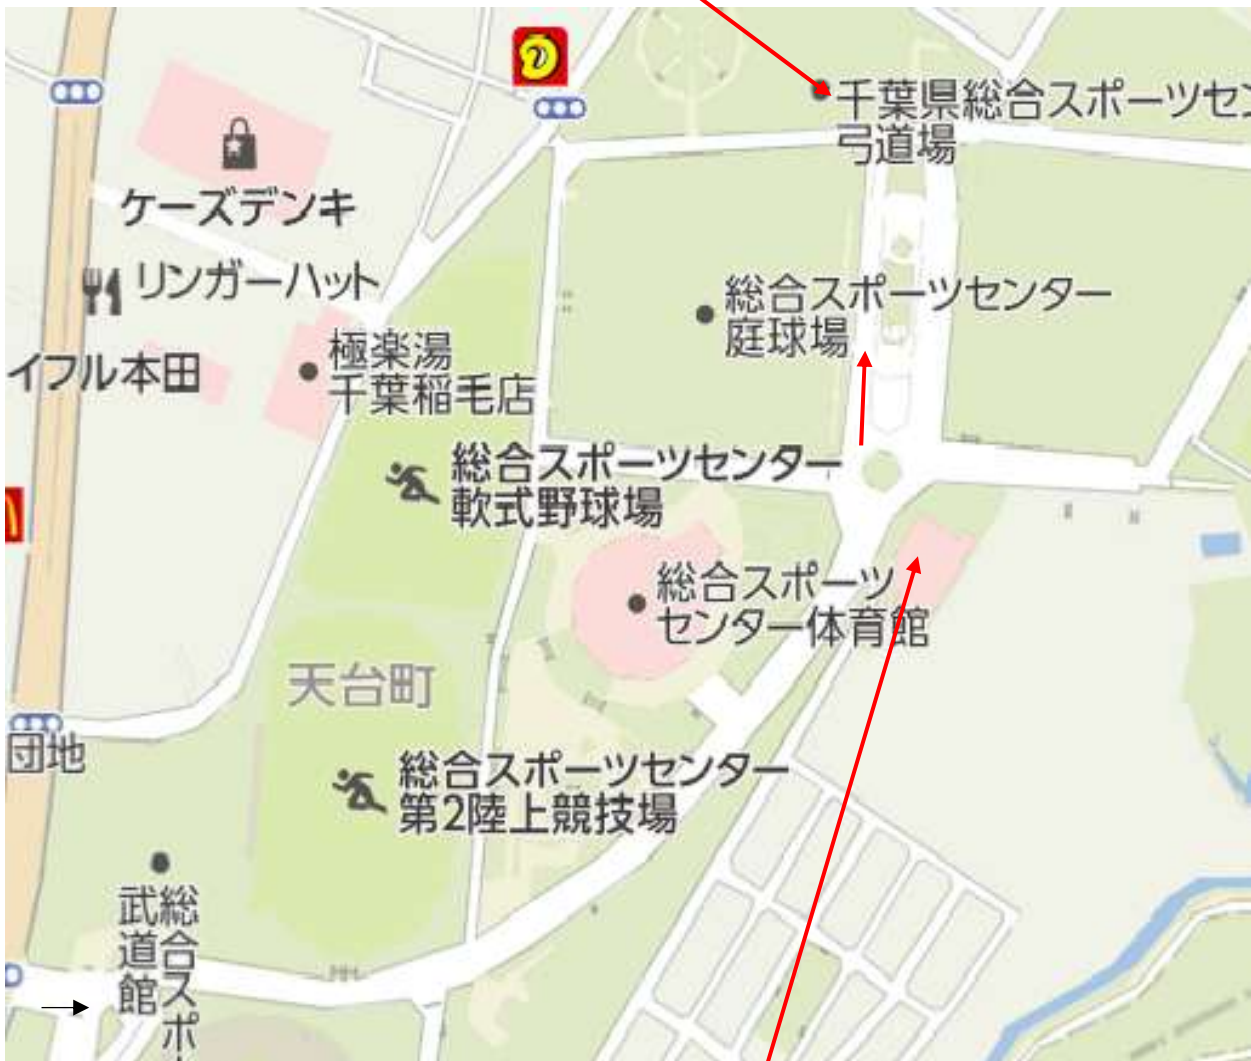 千葉県総合スポーツセン
弓道場
ケーズデンキ
リンガーハット
総合スポーツセンター
庭球場
極楽湯
千葉稲毛店
イフル本田
総合スポーツセンター
軟式野球場
総合スポーツ
センター体育館
天台町
団地
総合スポーツセンター
第2陸上競技場
総合スポー
武道館